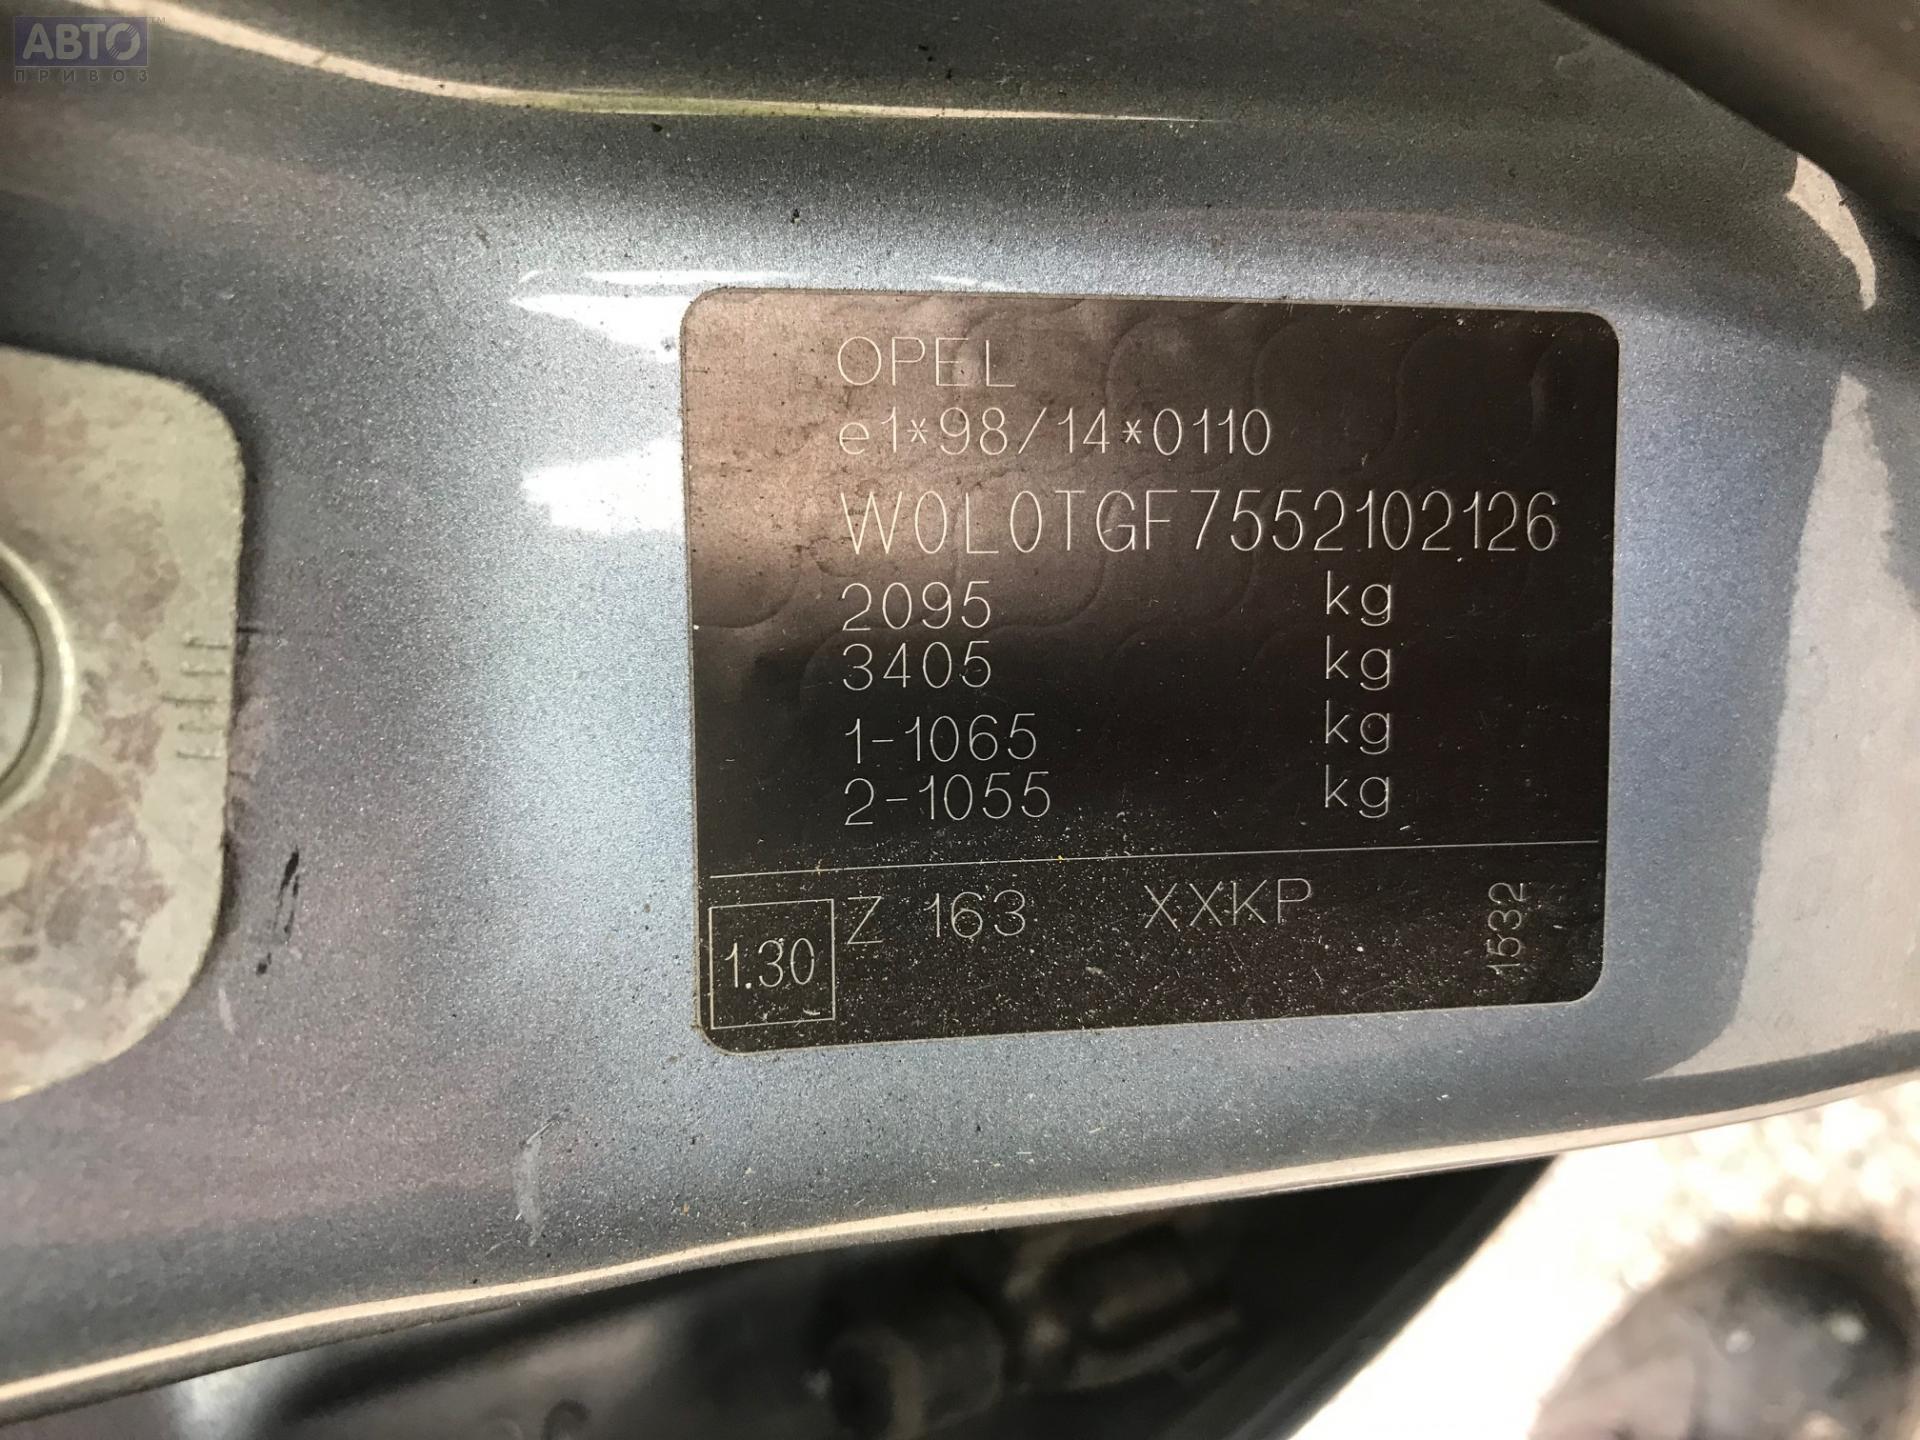 АВТО™
ПРИВОЗ
OPEL
e1*98/14*0110
W0L0TGF7552102126
2095 kg
3405 kg
1-1065 kg
2-1055 kg
1.30 Z 163 XXKP 1532